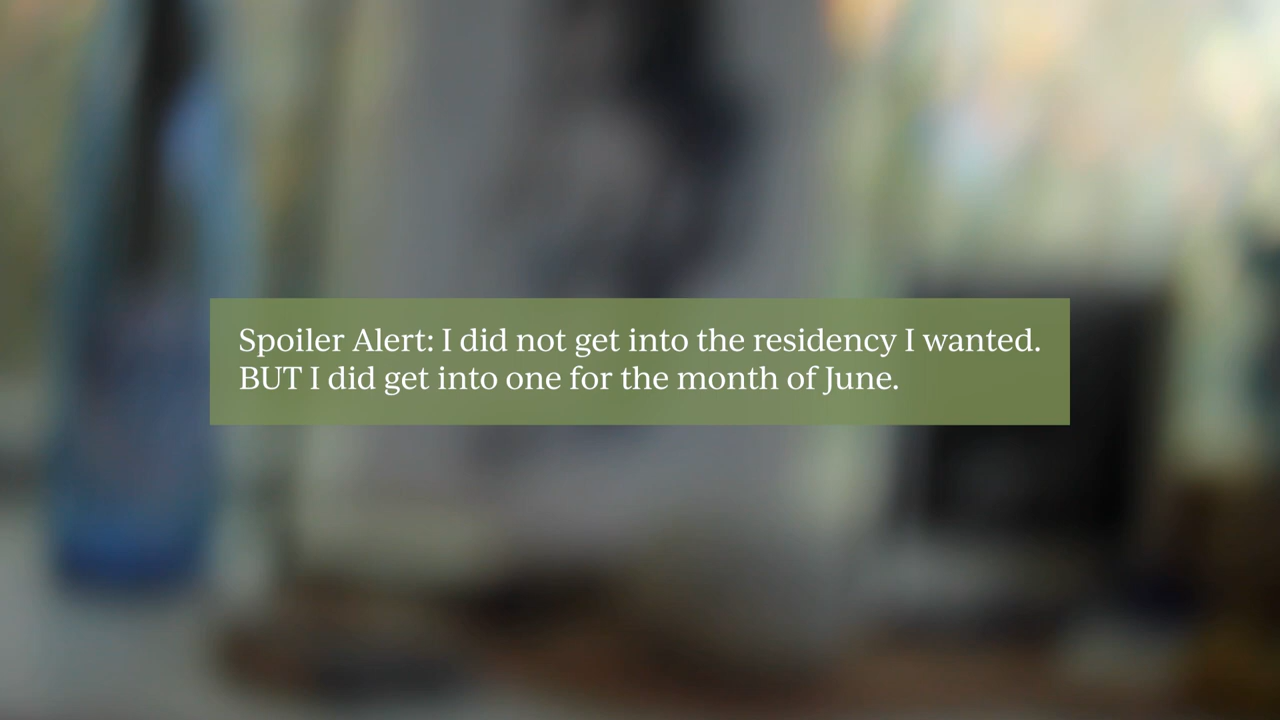 Spoiler Alert: I did not get into the residency I wanted.
BUT I did get into one for the month of June.